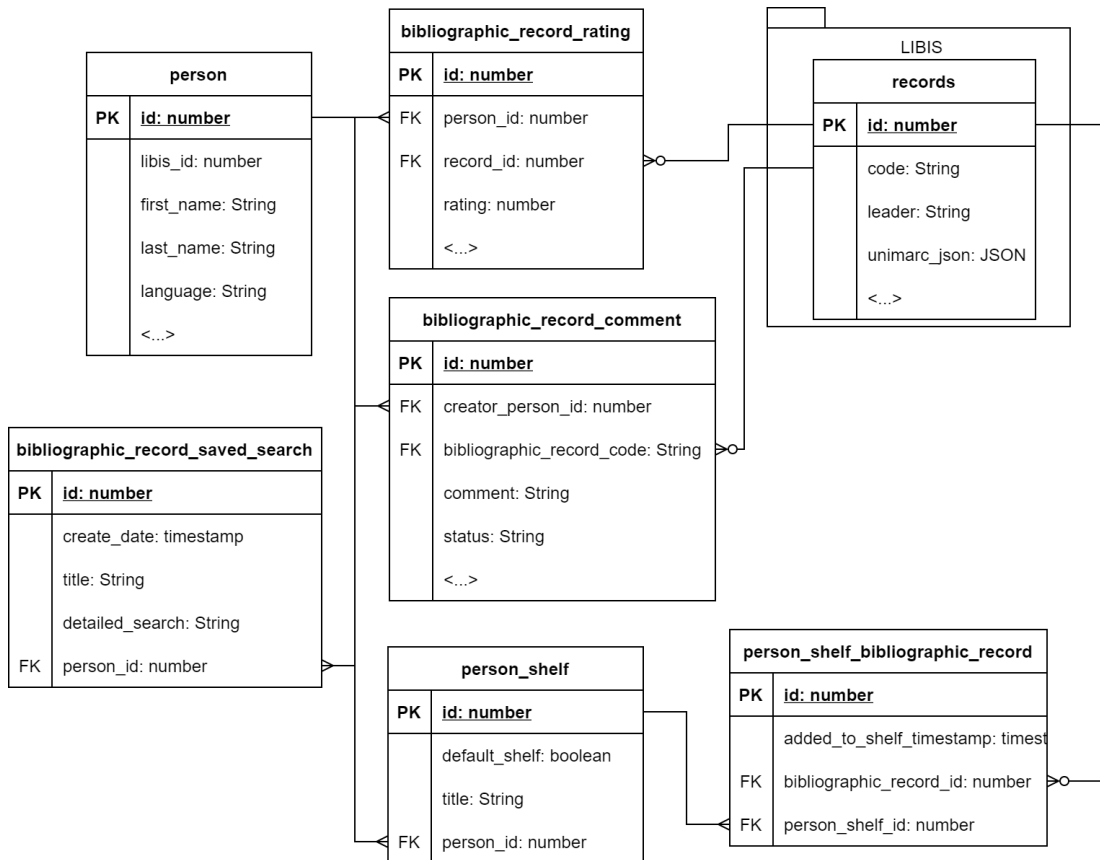 person
PK id: number
libis_id: number
first_name: String
last_name: String
language: String
<...>
bibliographic_record_rating
PK id: number
FK person_id: number
FK record_id: number
rating: number
<...>
LIBIS
records
PK id: number
code: String
leader: String
unimarc_json: JSON
<...>
bibliographic_record_comment
PK id: number
FK creator_person_id: number
FK bibliographic_record_code: String
comment: String
status: String
<...>
bibliographic_record_saved_search
PK id: number
create_date: timestamp
title: String
detailed_search: String
FK person_id: number
person_shelf
PK id: number
default_shelf: boolean
title: String
FK person_id: number
person_shelf_bibliographic_record
PK id: number
added_to_shelf_timestamp: timest
FK bibliographic_record_id: number
FK person_shelf_id: number